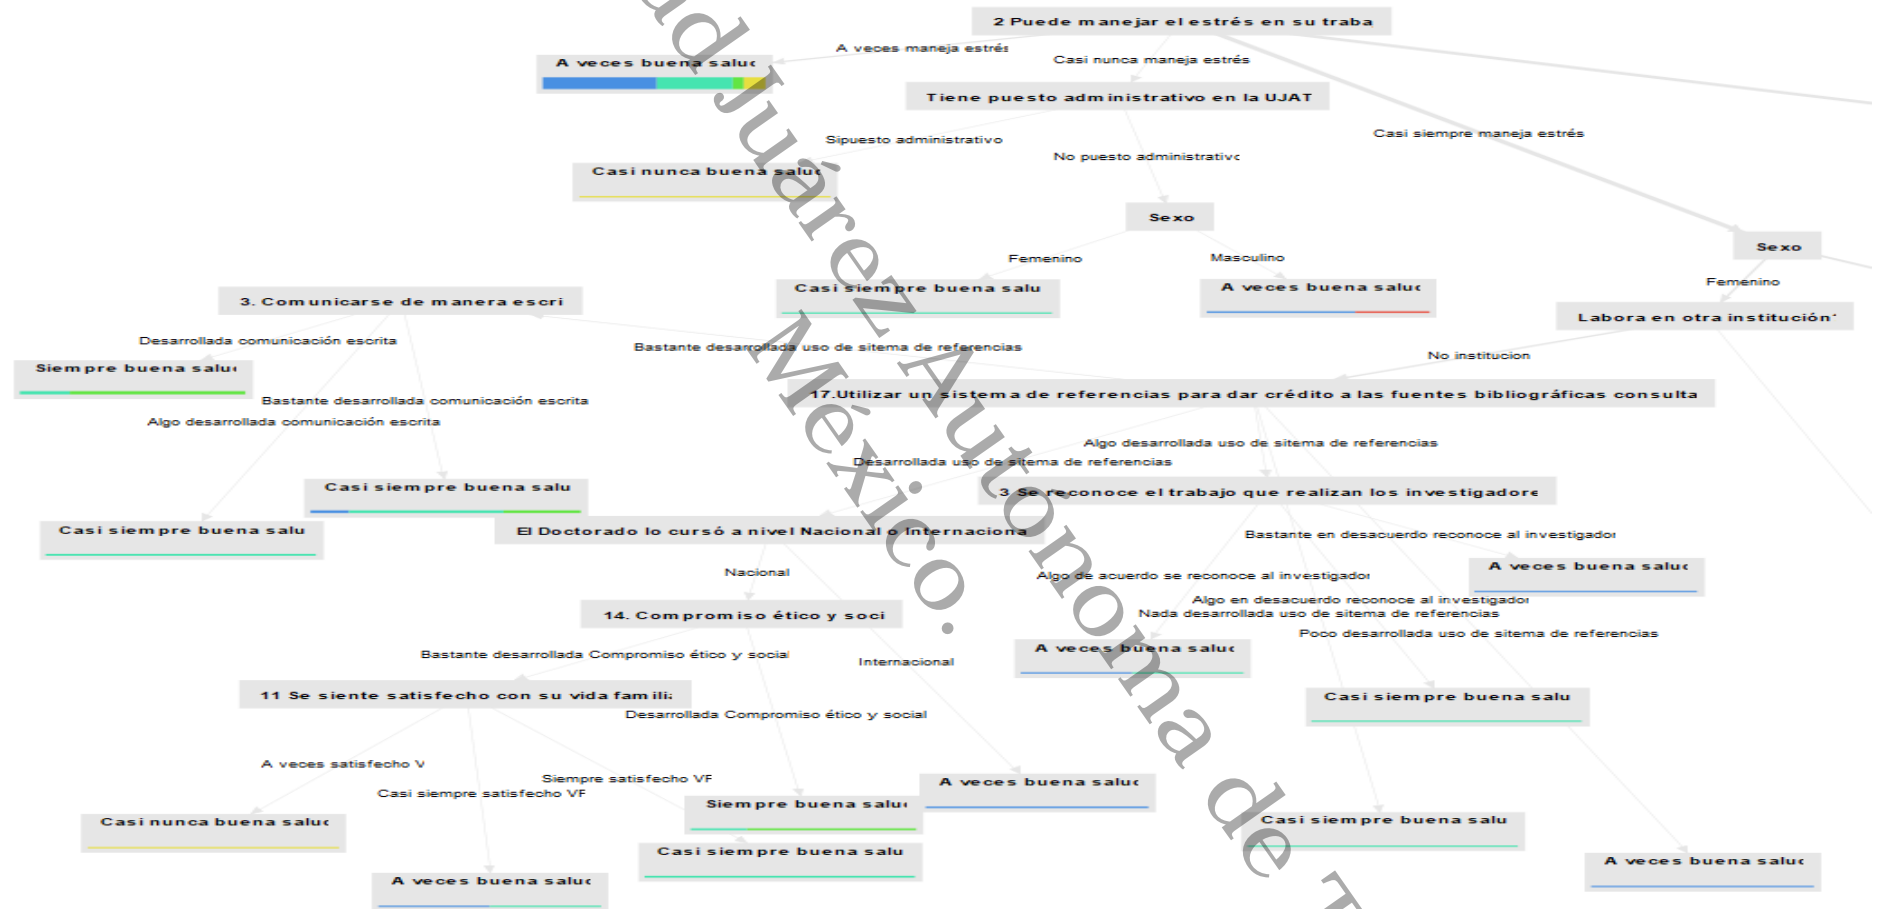 2 Puede manejar el estrés en su traba
A veces maneja estrés
Casi nunca maneja estrés
A veces buena saluc
Tiene puesto administrativo en la UJAT
Casi siempre maneja estrés
Sipuesto administrativo
No puesto administrativc
Casi nunca buena saluc
Sexo
Sexo
Femenino
Masculino
Femenino
Casi siempre buena salu
A veces buena saluc
3. Comunicarse de manera escri
Labora en otra institución
Desarrollada comunicación escrita
Bastante desarrollada uso de sitema de referencias
No institucion
Siempre buena salu
17.Utilizar un sistema de referencias para dar crédito a las fuentes bibliográficas consulta
Bastante desarrollada comunicación escrita
Algo desarrollada comunicación escrita
Algo desarrollada uso de sitema de referencias
Desarrollada uso de sitema de referencias
Casi siempre buena salu
3 Se reconoce el trabajo que realizan los investigadore
Casi siempre buena salu
El Doctorado lo cursó a nivel Nacional o Internaciona
Bastante en desacuerdo reconoce al investigador
A veces buena saluc
Nacional
Algo de acuerdo se reconoce al investigador
Algo en desacuerdo reconoce al investigador
14. Compromiso ético y soci
Nada desarrollada uso de sitema de referencias
Poco desarrollada uso de sitema de referencias
A veces buena saluc
Bastante desarrollada Compromiso ético y social
Internacional
11 Se siente satisfecho con su vida famili
Casi siempre buena salu
Desarrollada Compromiso ético y social
A veces satisfecho V
Siempre satisfecho VF
Casi siempre satisfecho VF
A veces buena saluc
Siempre buena salu
Casi nunca buena saluc
Casi siempre buena salu
Casi siempre buena salu
A veces buena saluc
A veces buena saluc
Juárez Autónoma de T
México.